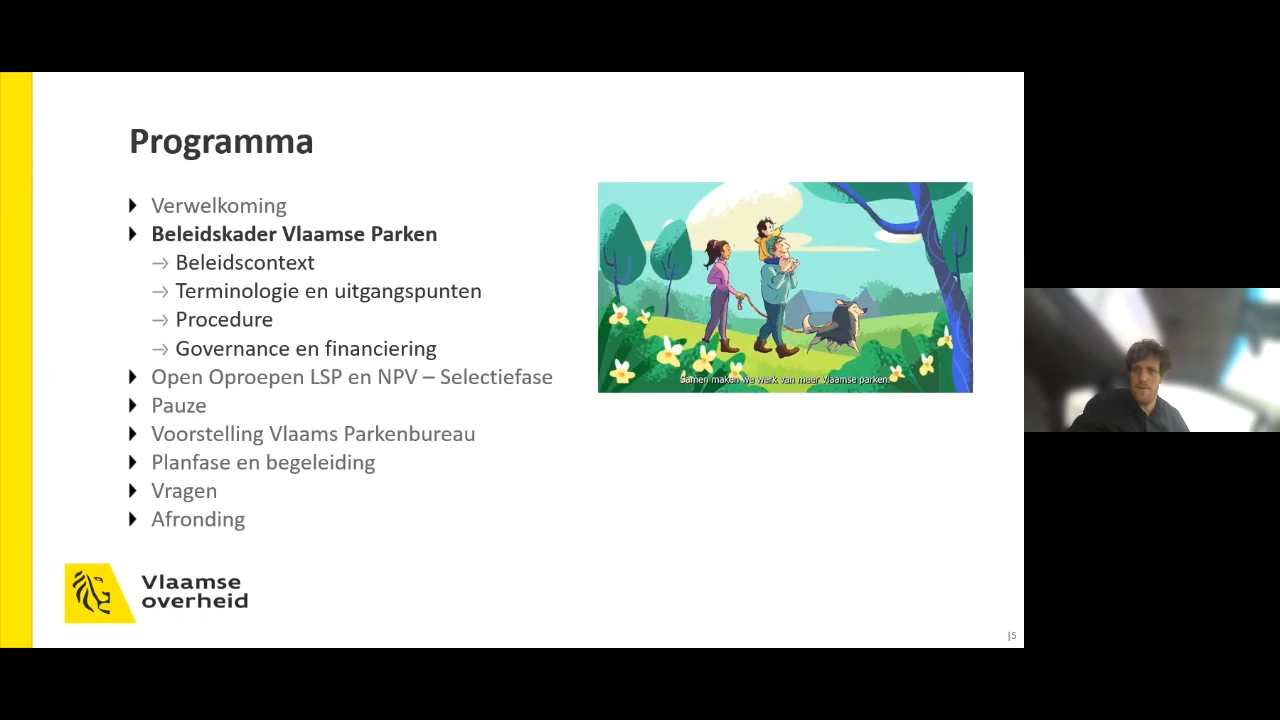 Programma
Verwelkoming
Beleidskader Vlaamse Parken
→ Beleidscontext
→ Terminologie en uitgangspunten
→ Procedure
→ Governance en financiering
Open Oproepen LSP en NPV – Selectiefase
Pauze
Voorstelling Vlaams Parkenbureau
Planfase en begeleiding
Vragen
Afronding
Samen maken we werk van meer Vlaamse parken.
Vlaamse
overheid
|5